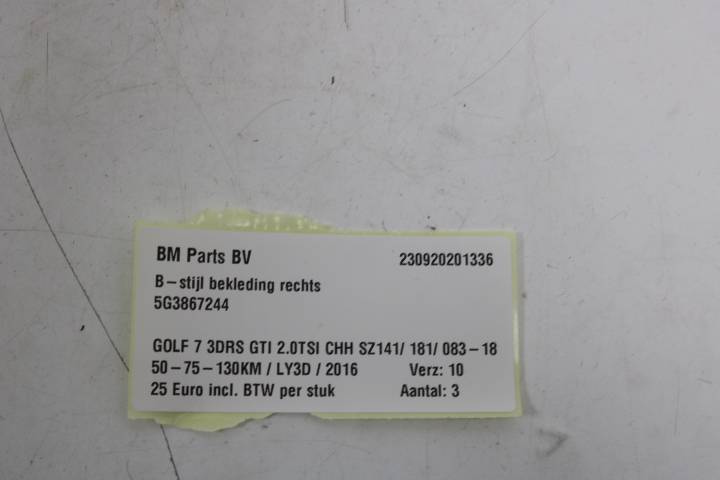 BM Parts BV 230920201336
B-stijl bekleding rechts
5G3867244
GOLF 7 3DRS GTI 2.0TSI CHH SZ141/ 181/ 083-18
50-75-130KM / LY3D / 2016 Verz: 10
25 Euro incl. BTW per stuk Aantal: 3